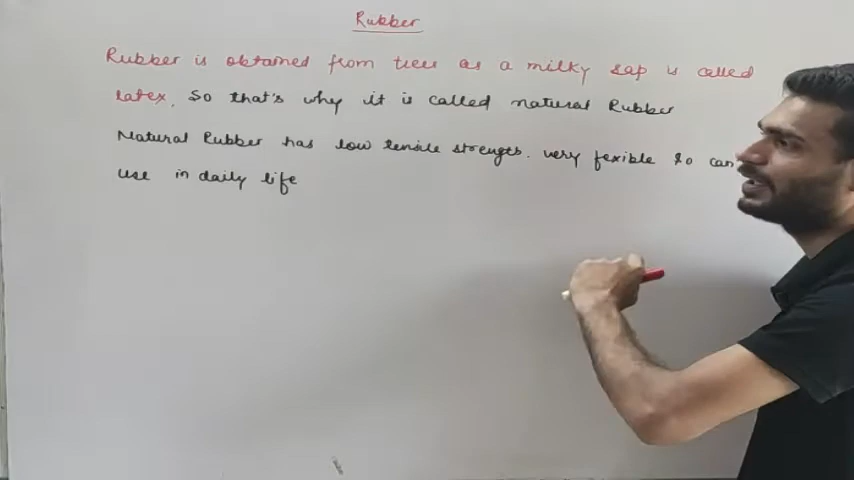 Rubber
Rubber is obtained from trees as a milky sap is called
latex. So that's why it is called natural Rubber
Natural Rubber has low tensile strength. very fexible so can
use in daily life